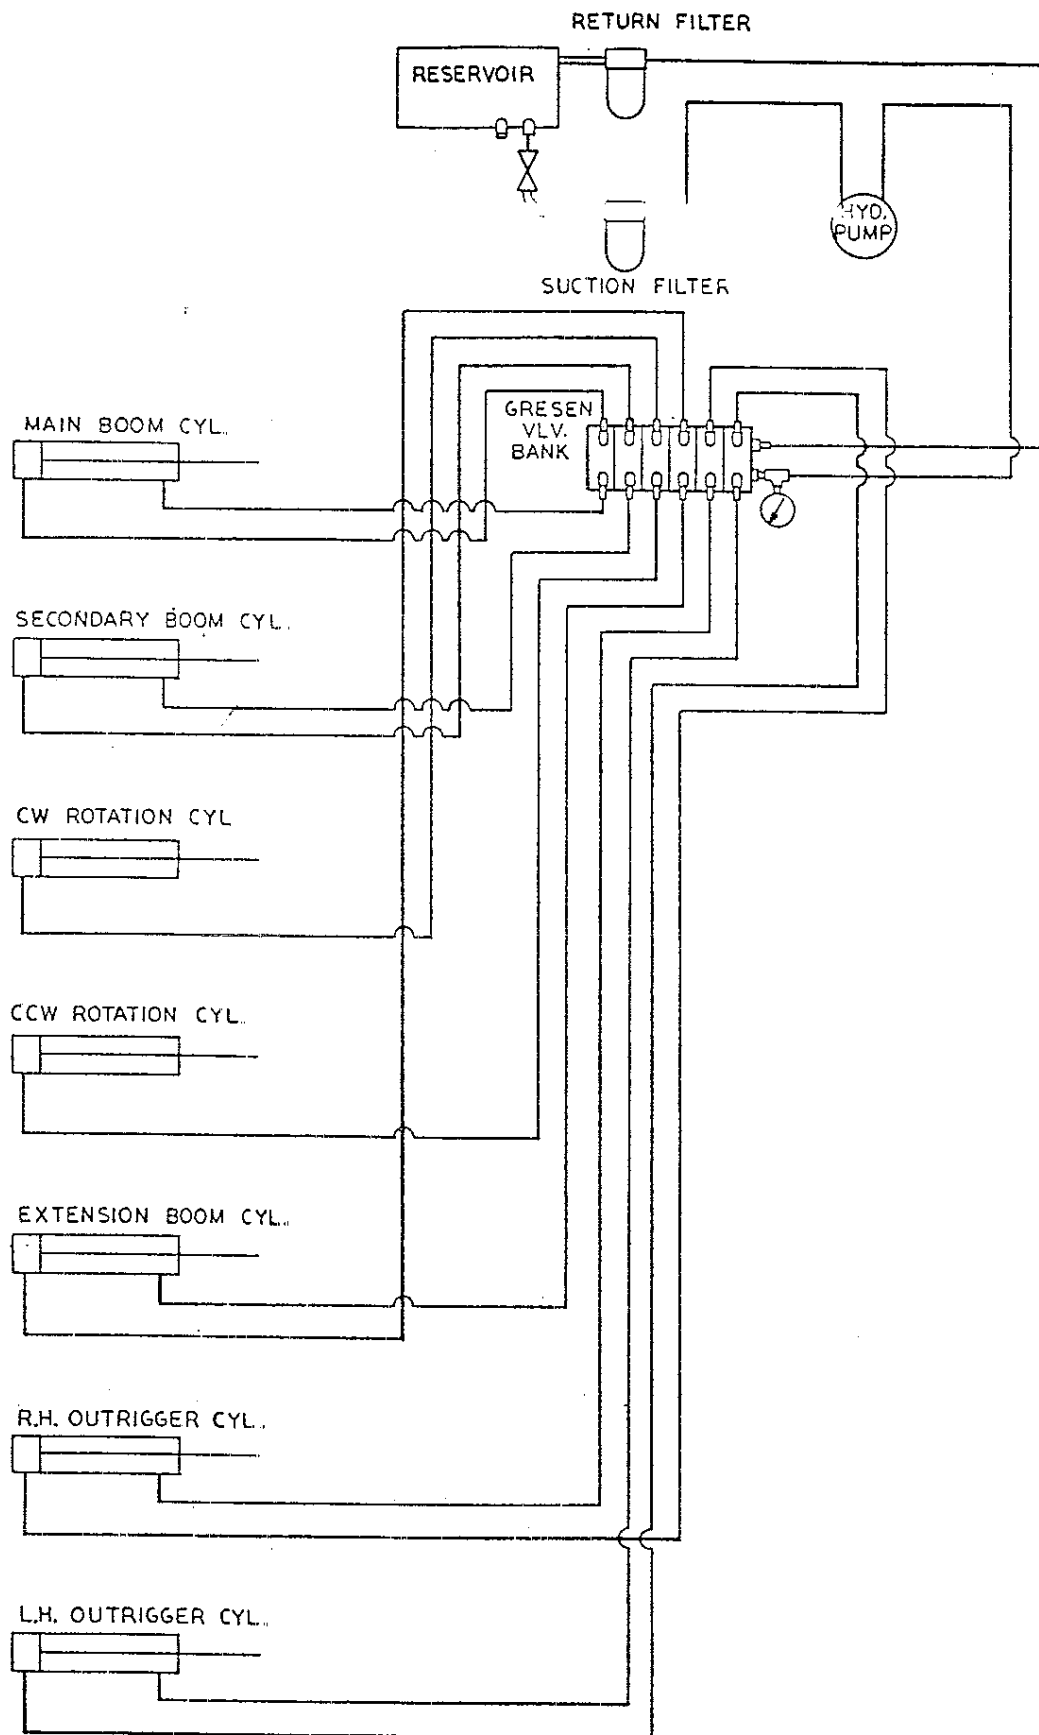 RETURN FILTER
RESERVOIR
HYD.
PUMP
SUCTION FILTER
GRESEN
VLV.
BANK
MAIN BOOM CYL.
SECONDARY BOOM CYL.
CW ROTATION CYL
CCW ROTATION CYL.
EXTENSION BOOM CYL.
R.H. OUTRIGGER CYL.
L.H. OUTRIGGER CYL.